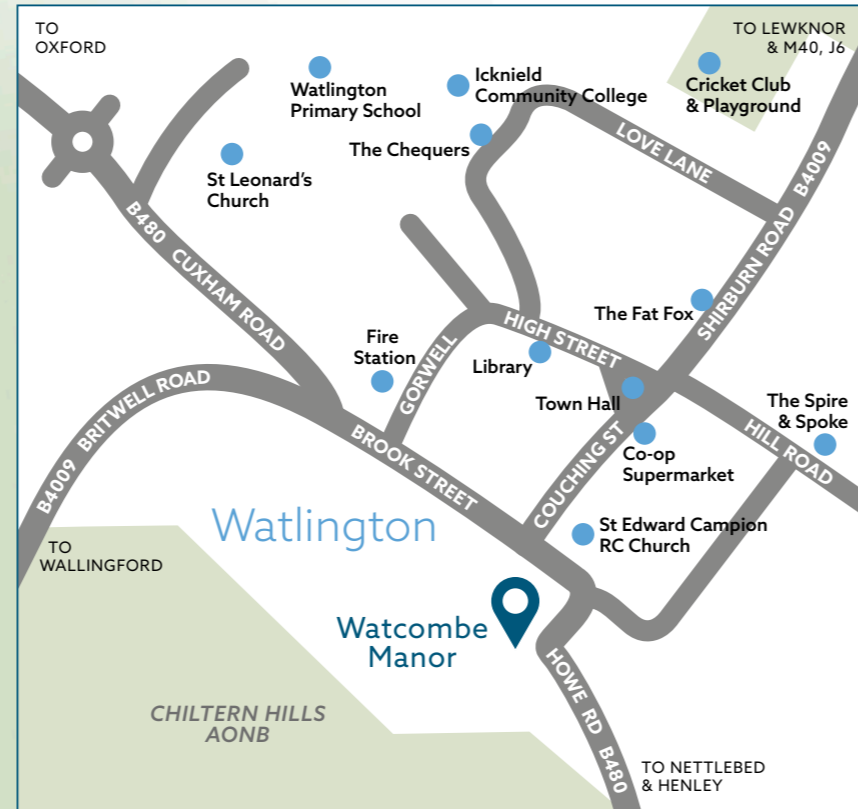 TO
OXFORD
TO LEWKNOR
& M40, J6
Watlington
Primary School
Icknield
Community College
Cricket Club
& Playground
The Chequers
LOVE LANE
St Leonard's
Church
SHIRBURN ROAD B4009
B480 CUXHAM ROAD
The Fat Fox
Fire
Station
GORWELL
HIGH STREET
Library
Town Hall
The Spire
& Spoke
B4009 BRITWELL ROAD
BROOK STREET
COUCHING ST
Co-op
Supermarket
HILL ROAD
Watlington
St Edward Campion
RC Church
TO
WALLINGFORD
Watcombe
Manor
HOWE RD B480
CHILTERN HILLS
AONB
TO NETTLEBED
& HENLEY